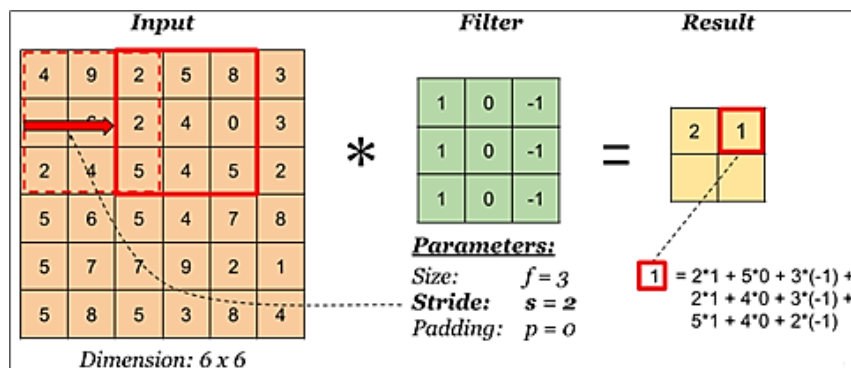 Input Filter Result
4 9 2 5 8 3
2 4 0 3
2 4 5 4 5 2
5 6 5 4 7 8
5 7 7 9 2 1
5 8 5 3 8 4
Dimension: 6 x 6
*
1 0 -1
1 0 -1
1 0 -1
=
2 1
Parameters:
Size: f = 3
Stride: s = 2
Padding: p = 0
1 = 2*1 + 5*0 + 3*(-1) +
2*1 + 4*0 + 3*(-1) +
5*1 + 4*0 + 2*(-1)